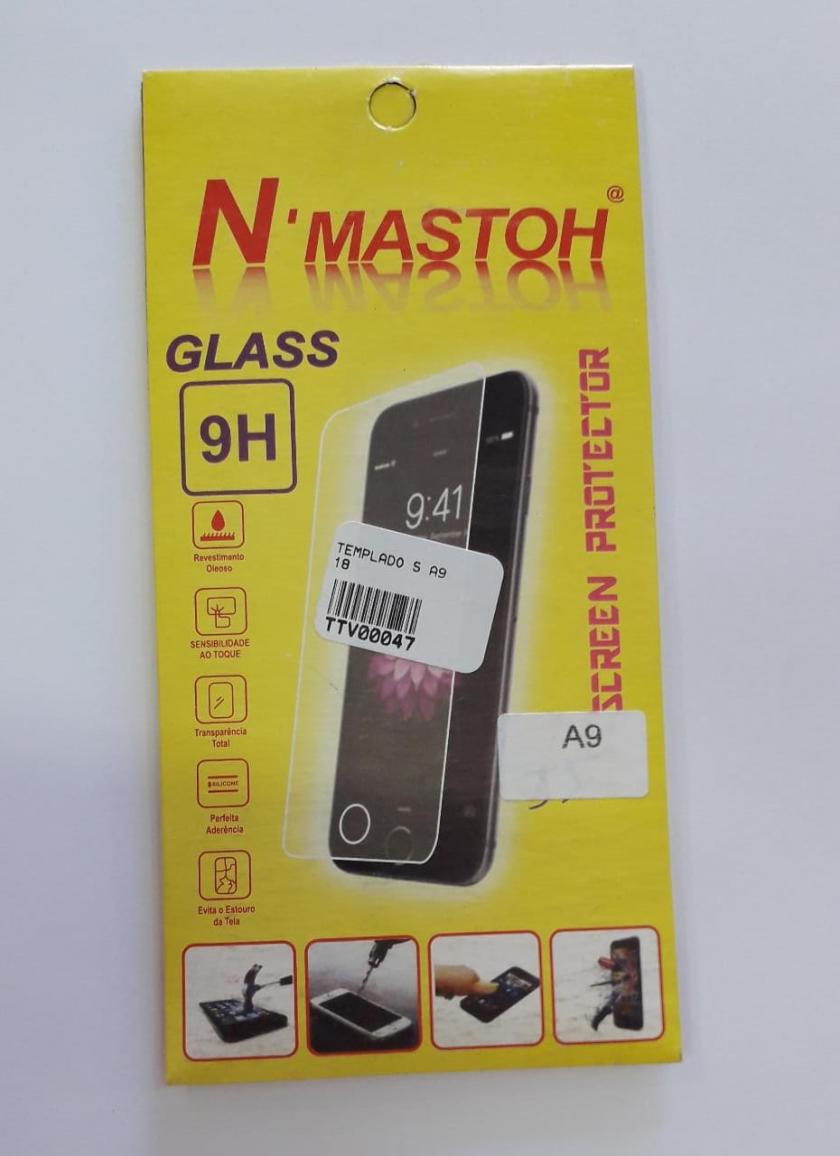 N'MASTOH@
GLASS
9H
SCREEN PROTECTOR
9:41
Revestimento
Oleoso
SENSIBILIDADE
AO TOQUE
Transparência
Total
SILICONE
Perfeita
Aderência
Evita o Estouro
da Tela
TEMPLADO S A9
18
TTV00047
A9